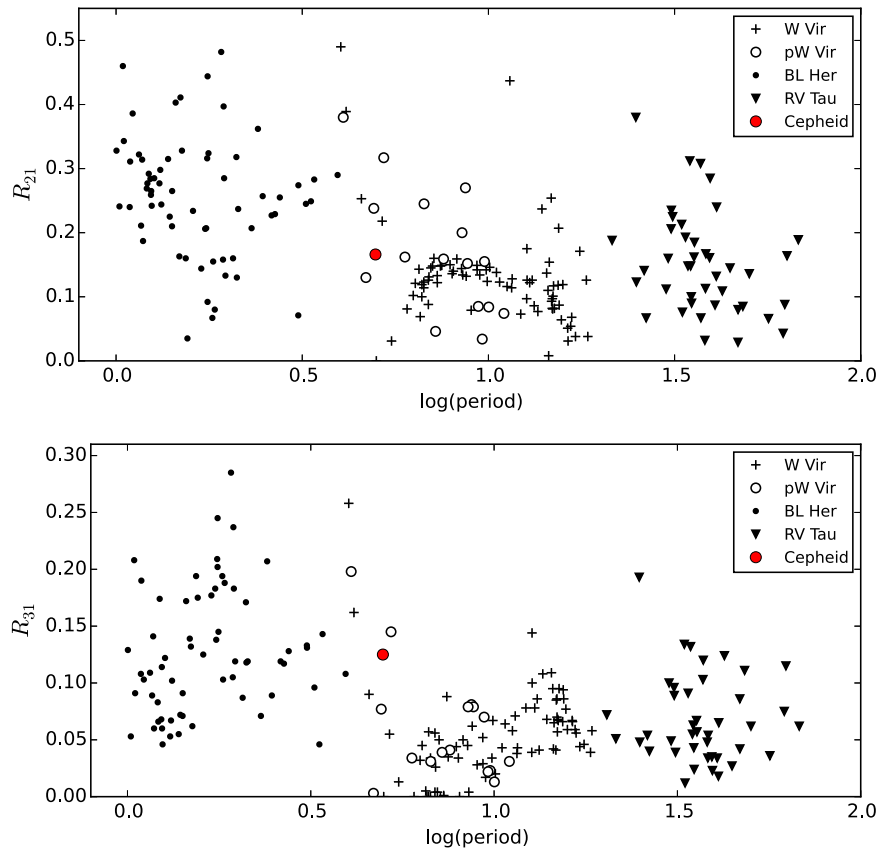 0.5
0.4
0.3
0.2
0.1
0.0
R21
0.0 0.5 1.0 1.5 2.0
log(period)
W Vir
pW Vir
BL Her
RV Tau
Cepheid
0.30
0.25
0.20
0.15
0.10
0.05
0.00
R31
0.0 0.5 1.0 1.5 2.0
log(period)
W Vir
pW Vir
BL Her
RV Tau
Cepheid